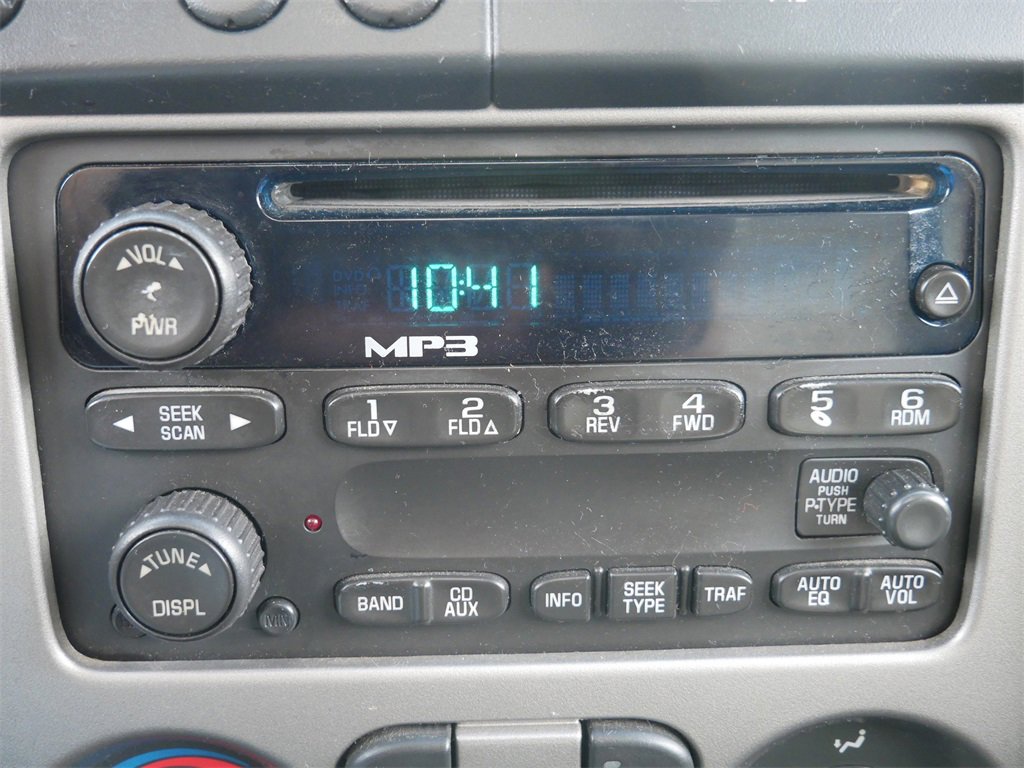 VOL
PWR
10:41
MP3
SEEK
SCAN
1
FLD
2
FLD
3
REV
4
FWD
5
6
RDM
AUDIO
PUSH
P-TYPE
TURN
TUNE
DISPL
BAND
CD
AUX
INFO
SEEK
TYPE
TRAF
AUTO
EQ
AUTO
VOL